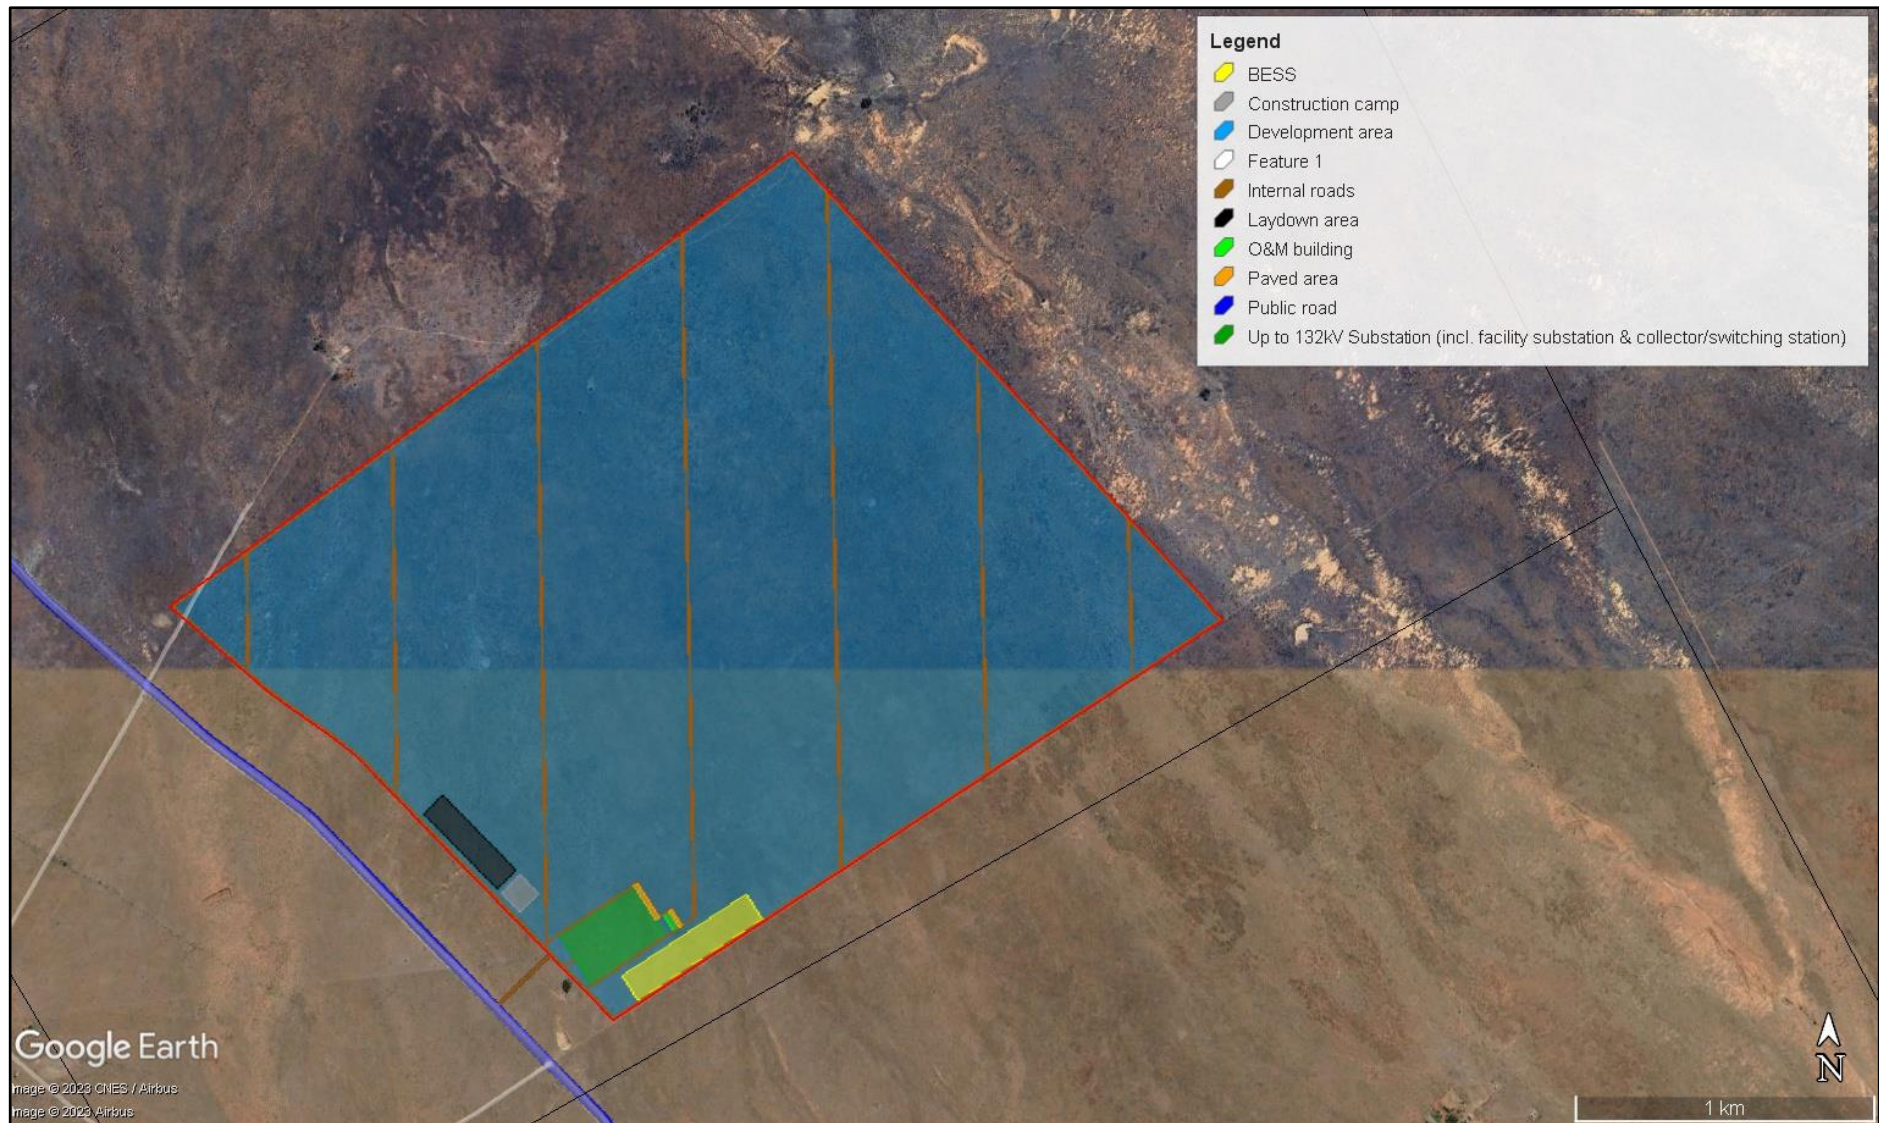 Legend
BESS
Construction camp
Development area
Feature 1
Internal roads
Laydown area
O&M building
Paved area
Public road
Up to 132kV Substation (incl. facility substation & collector/switching station)
Google Earth
mage © 2023 CNES / Airbus
mage © 2023 Airbus
N
1 km